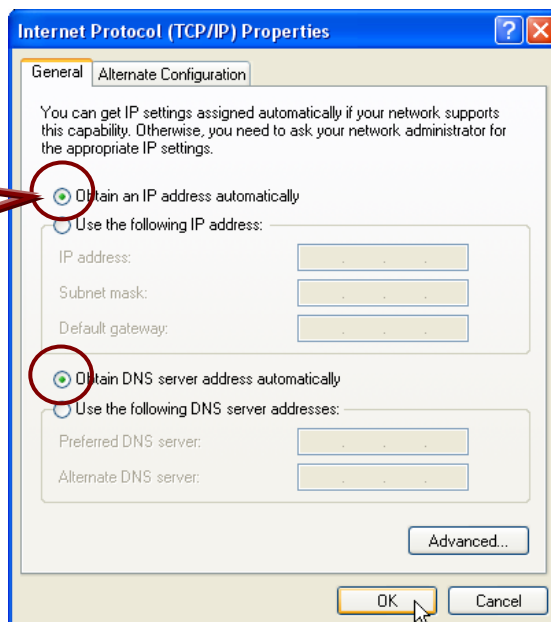 Internet Protocol (TCP/IP) Properties
General
Alternate Configuration
You can get IP settings assigned automatically if your network supports
this capability. Otherwise, you need to ask your network administrator for
the appropriate IP settings.
Obtain an IP address automatically
Use the following IP address:
IP address:
Subnet mask:
Default gateway:
Obtain DNS server address automatically
Use the following DNS server addresses:
Preferred DNS server:
Alternate DNS server:
Advanced...
OK
Cancel